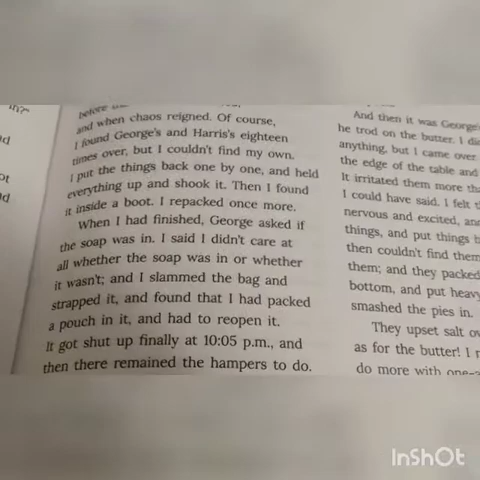 before
and when chaos reigned. Of course,
I found George's and Harris's eighteen
times over, but I couldn't find my own.
I put the things back one by one, and held
everything up and shook it. Then I found
it inside a boot. I repacked once more.
When I had finished, George asked if
the soap was in. I said I didn't care at
all whether the soap was in or whether
it wasn't; and I slammed the bag and
strapped it, and found that I had packed
a pouch in it, and had to reopen it.
It got shut up finally at 10:05 p.m., and
then there remained the hampers to do.
And then it was George
he trod on the butter. I
anything, but I came over
the edge of the table and
It irritated them more
I could have said. I felt
nervous and excited,
things, and put things
then couldn't find them
them; and they packed
bottom, and put heavy
smashed the pies in.
They upset salt
as for the butter! I
do more with
InShOt